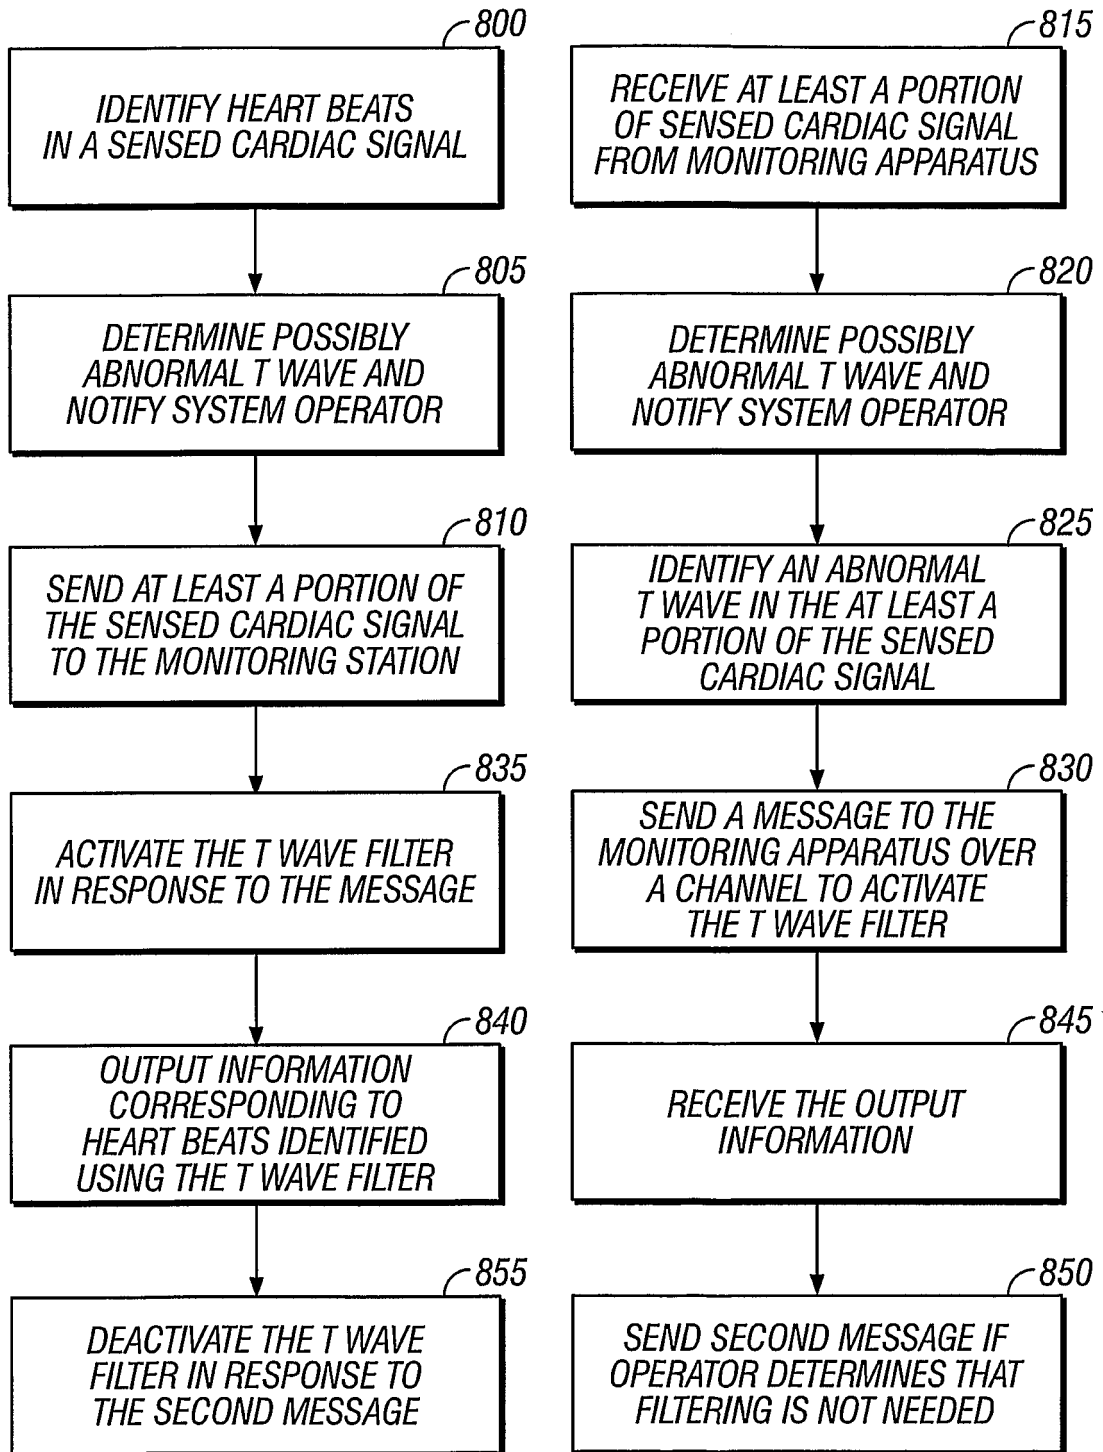 800
IDENTIFY HEART BEATS
IN A SENSED CARDIAC SIGNAL
805
DETERMINE POSSIBLY
ABNORMAL T WAVE AND
NOTIFY SYSTEM OPERATOR
810
SEND AT LEAST A PORTION OF
THE SENSED CARDIAC SIGNAL
TO THE MONITORING STATION
835
ACTIVATE THE T WAVE FILTER
IN RESPONSE TO THE MESSAGE
840
OUTPUT INFORMATION
CORRESPONDING TO
HEART BEATS IDENTIFIED
USING THE T WAVE FILTER
855
DEACTIVATE THE T WAVE
FILTER IN RESPONSE TO
THE SECOND MESSAGE
815
RECEIVE AT LEAST A PORTION
OF SENSED CARDIAC SIGNAL
FROM MONITORING APPARATUS
820
DETERMINE POSSIBLY
ABNORMAL T WAVE AND
NOTIFY SYSTEM OPERATOR
825
IDENTIFY AN ABNORMAL
T WAVE IN THE AT LEAST A
PORTION OF THE SENSED
CARDIAC SIGNAL
830
SEND A MESSAGE TO THE
MONITORING APPARATUS OVER
A CHANNEL TO ACTIVATE
THE T WAVE FILTER
845
RECEIVE THE OUTPUT
INFORMATION
850
SEND SECOND MESSAGE IF
OPERATOR DETERMINES THAT
FILTERING IS NOT NEEDED